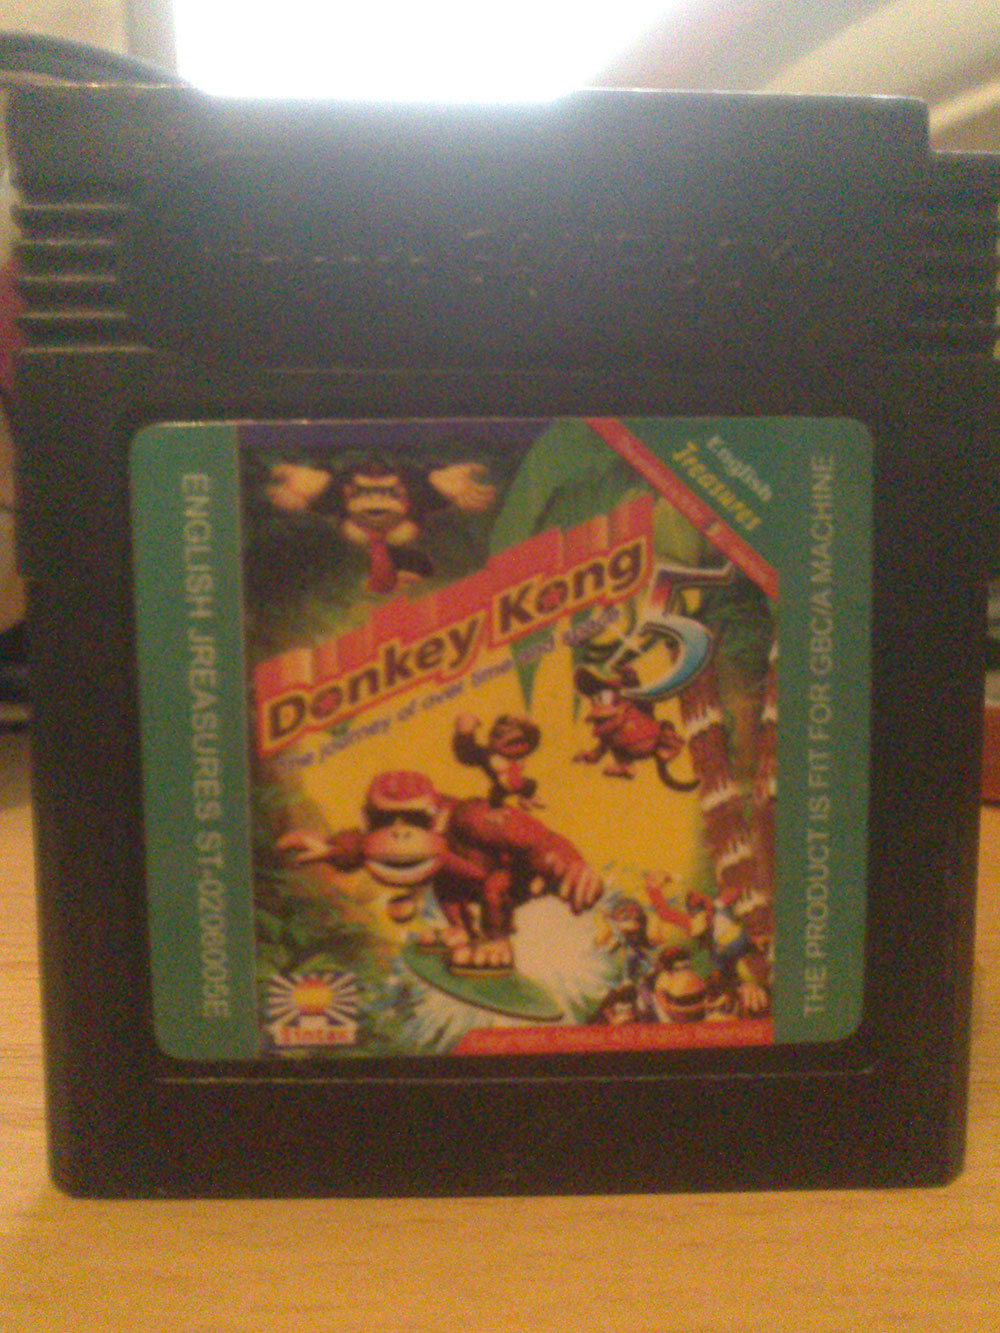 ENGLISH JREASURES ST-020800SE
English
Treasures
Donkey Kong
5
The journey of over time and space
THE PRODUCT IS FIT FOR GBC/A MACHINE